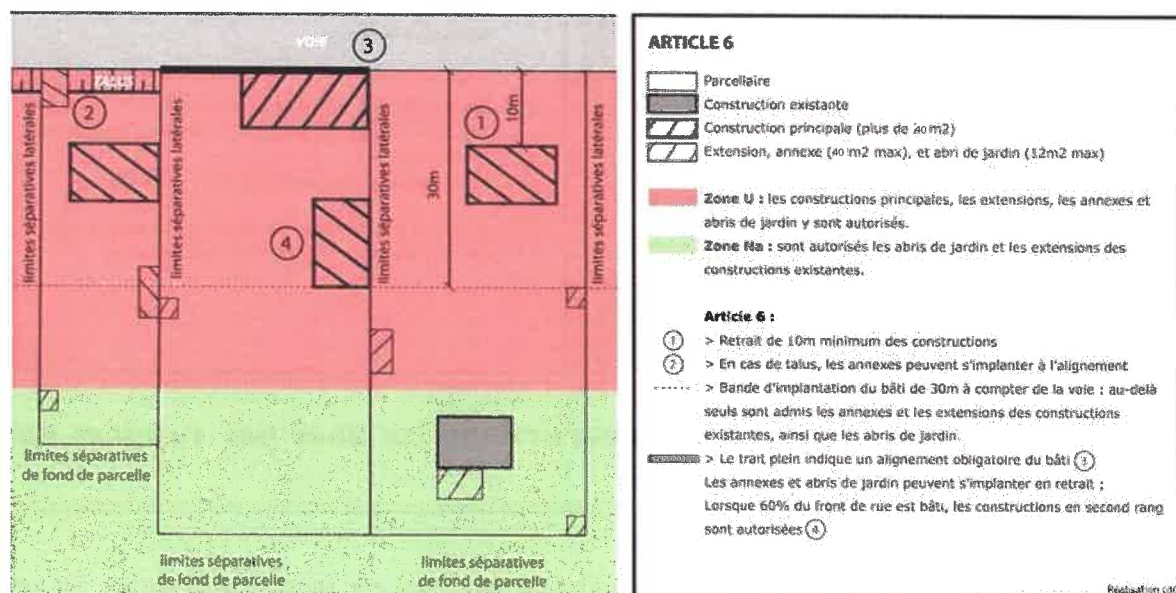 VOIE
3
TALUS
2
1
4
10m
30m
limites séparatives latérales
limites séparatives latérales
limites séparatives latérales
limites séparatives latérales
limites séparatives
de fond de parcelle
limites séparatives
de fond de parcelle
limites séparatives
de fond de parcelle
ARTICLE 6
Parcellaire
Construction existante
Construction principale (plus de 40 m2)
Extension, annexe (40 m2 max), et abri de jardin (12m2 max)
Zone U : les constructions principales, les extensions, les annexes et
abris de jardin y sont autorisés.
Zone Na : sont autorisés les abris de jardin et les extensions des
constructions existantes.
Article 6 :
1 > Retrait de 10m minimum des constructions
2 > En cas de talus, les annexes peuvent s'implanter à l'alignement
> Bande d'implantation du bâti de 30m à compter de la voie : au-delà
seuls sont admis les annexes et les extensions des constructions
existantes, ainsi que les abris de jardin.
> Le trait plein indique un alignement obligatoire du bâti 3
Les annexes et abris de jardin peuvent s'implanter en retrait ;
Lorsque 60% du front de rue est bâti, les constructions en second rang
sont autorisées 4
Réalisation